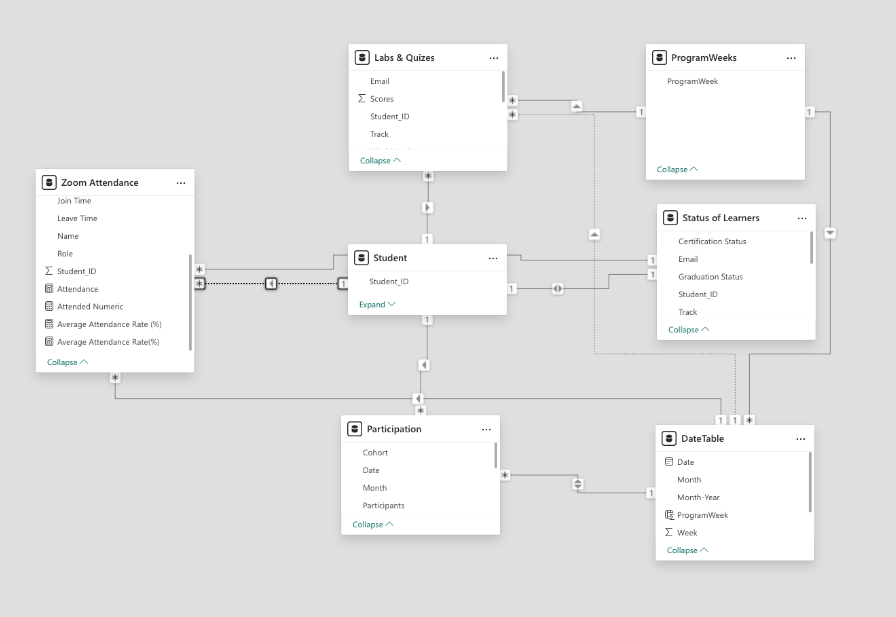 Labs & Quizes
Email
Scores
Student_ID
Track
Collapse
ProgramWeeks
ProgramWeek
Collapse
Zoom Attendance
Join Time
Leave Time
Name
Role
Student_ID
Attendance
Attended Numeric
Average Attendance Rate (%)
Average Attendance Rate(%)
Collapse
Student
Student_ID
Expand
Status of Learners
Certification Status
Email
Graduation Status
Student_ID
Track
Collapse
Participation
Cohort
Date
Month
Participants
Collapse
DateTable
Date
Month
Month-Year
ProgramWeek
Week
Collapse
*
*
*
1
1
1
*
*
1
1
1
1
1
*
*
*
1
1
1
*
1